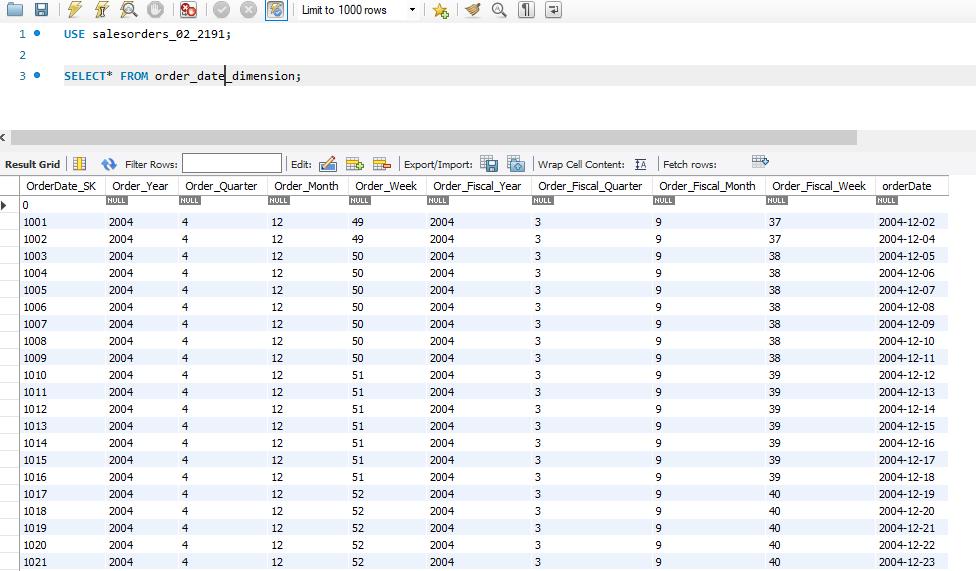 Limit to 1000 rows
1 USE salesorders_02_2191;
2
3 SELECT* FROM order_date_dimension;
Result Grid Filter Rows: Edit: Export/Import: Wrap Cell Content: Fetch rows:
OrderDate_SK Order_Year Order_Quarter Order_Month Order_Week Order_Fiscal_Year Order_Fiscal_Quarter Order_Fiscal_Month Order_Fiscal_Week orderDate
0 NULL NULL NULL NULL NULL NULL NULL NULL NULL
1001 2004 4 12 49 2004 3 9 37 2004-12-02
1002 2004 4 12 49 2004 3 9 37 2004-12-04
1003 2004 4 12 50 2004 3 9 38 2004-12-05
1004 2004 4 12 50 2004 3 9 38 2004-12-06
1005 2004 4 12 50 2004 3 9 38 2004-12-07
1006 2004 4 12 50 2004 3 9 38 2004-12-08
1007 2004 4 12 50 2004 3 9 38 2004-12-09
1008 2004 4 12 50 2004 3 9 38 2004-12-10
1009 2004 4 12 50 2004 3 9 38 2004-12-11
1010 2004 4 12 51 2004 3 9 39 2004-12-12
1011 2004 4 12 51 2004 3 9 39 2004-12-13
1012 2004 4 12 51 2004 3 9 39 2004-12-14
1013 2004 4 12 51 2004 3 9 39 2004-12-15
1014 2004 4 12 51 2004 3 9 39 2004-12-16
1015 2004 4 12 51 2004 3 9 39 2004-12-17
1016 2004 4 12 51 2004 3 9 39 2004-12-18
1017 2004 4 12 52 2004 3 9 40 2004-12-19
1018 2004 4 12 52 2004 3 9 40 2004-12-20
1019 2004 4 12 52 2004 3 9 40 2004-12-21
1020 2004 4 12 52 2004 3 9 40 2004-12-22
1021 2004 4 12 52 2004 3 9 40 2004-12-23